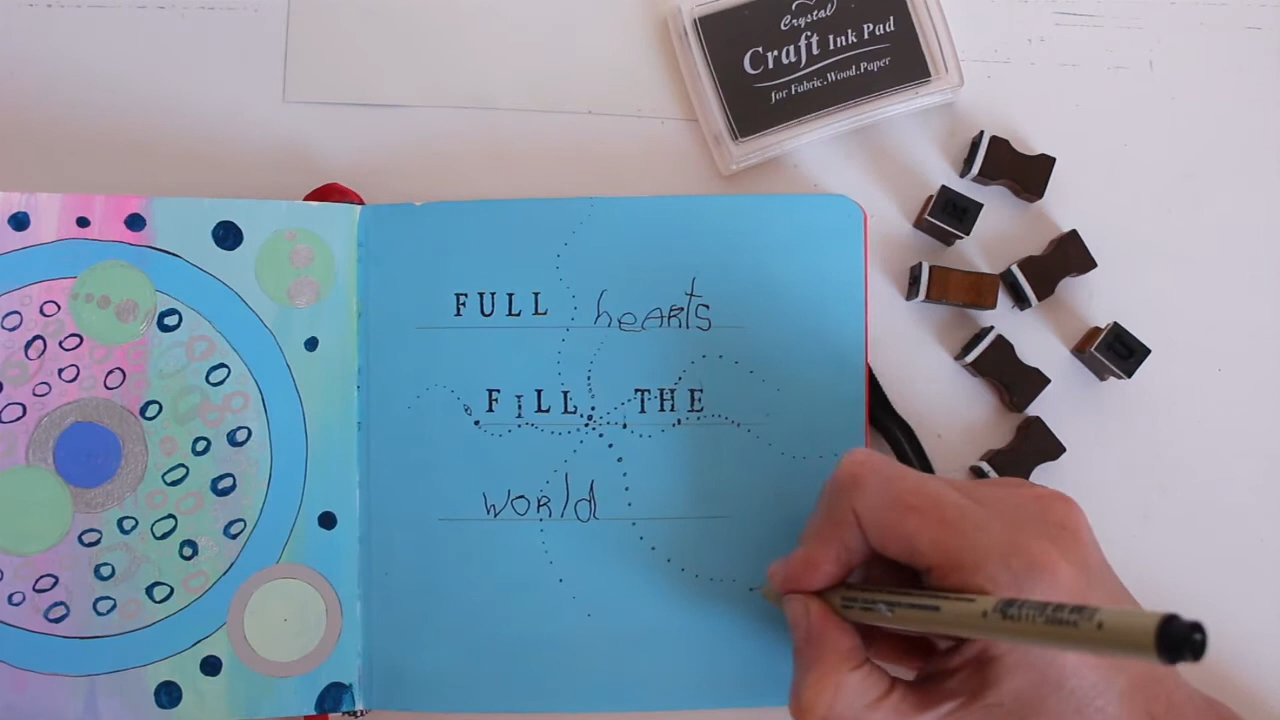 Crystal
Craft Ink Pad
for Fabric.Wood.Paper
FULL heARTS
FILL THE
woRld